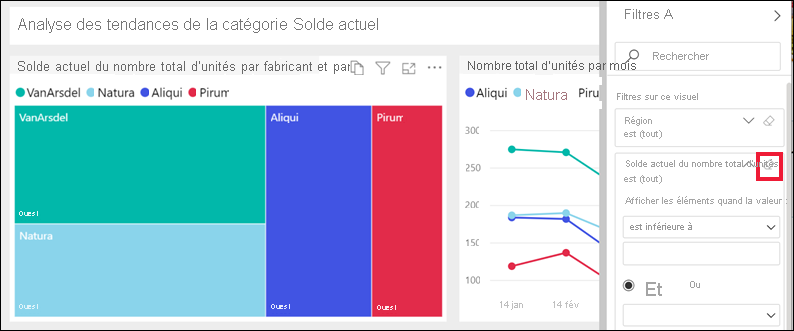 Analyse des tendances de la catégorie Solde actuel
Solde actuel du nombre total d'unités par fabricant et par
VanArsdel Natura Aliqui Pirum
VanArsdel
Ouest
Natura
Ouest
Aliqui
Ouest
Pirum
Ouest
Nombre total d'unités par mois
Aliqui Natura Pirum
300
250
200
150
100
14 jan 14 fév
Filtres A
Rechercher
Filtres sur ce visuel
Région
est (tout)
Solde actuel du nombre total d'unités
est (tout)
Afficher les éléments quand la valeur :
est inférieure à
Et Ou